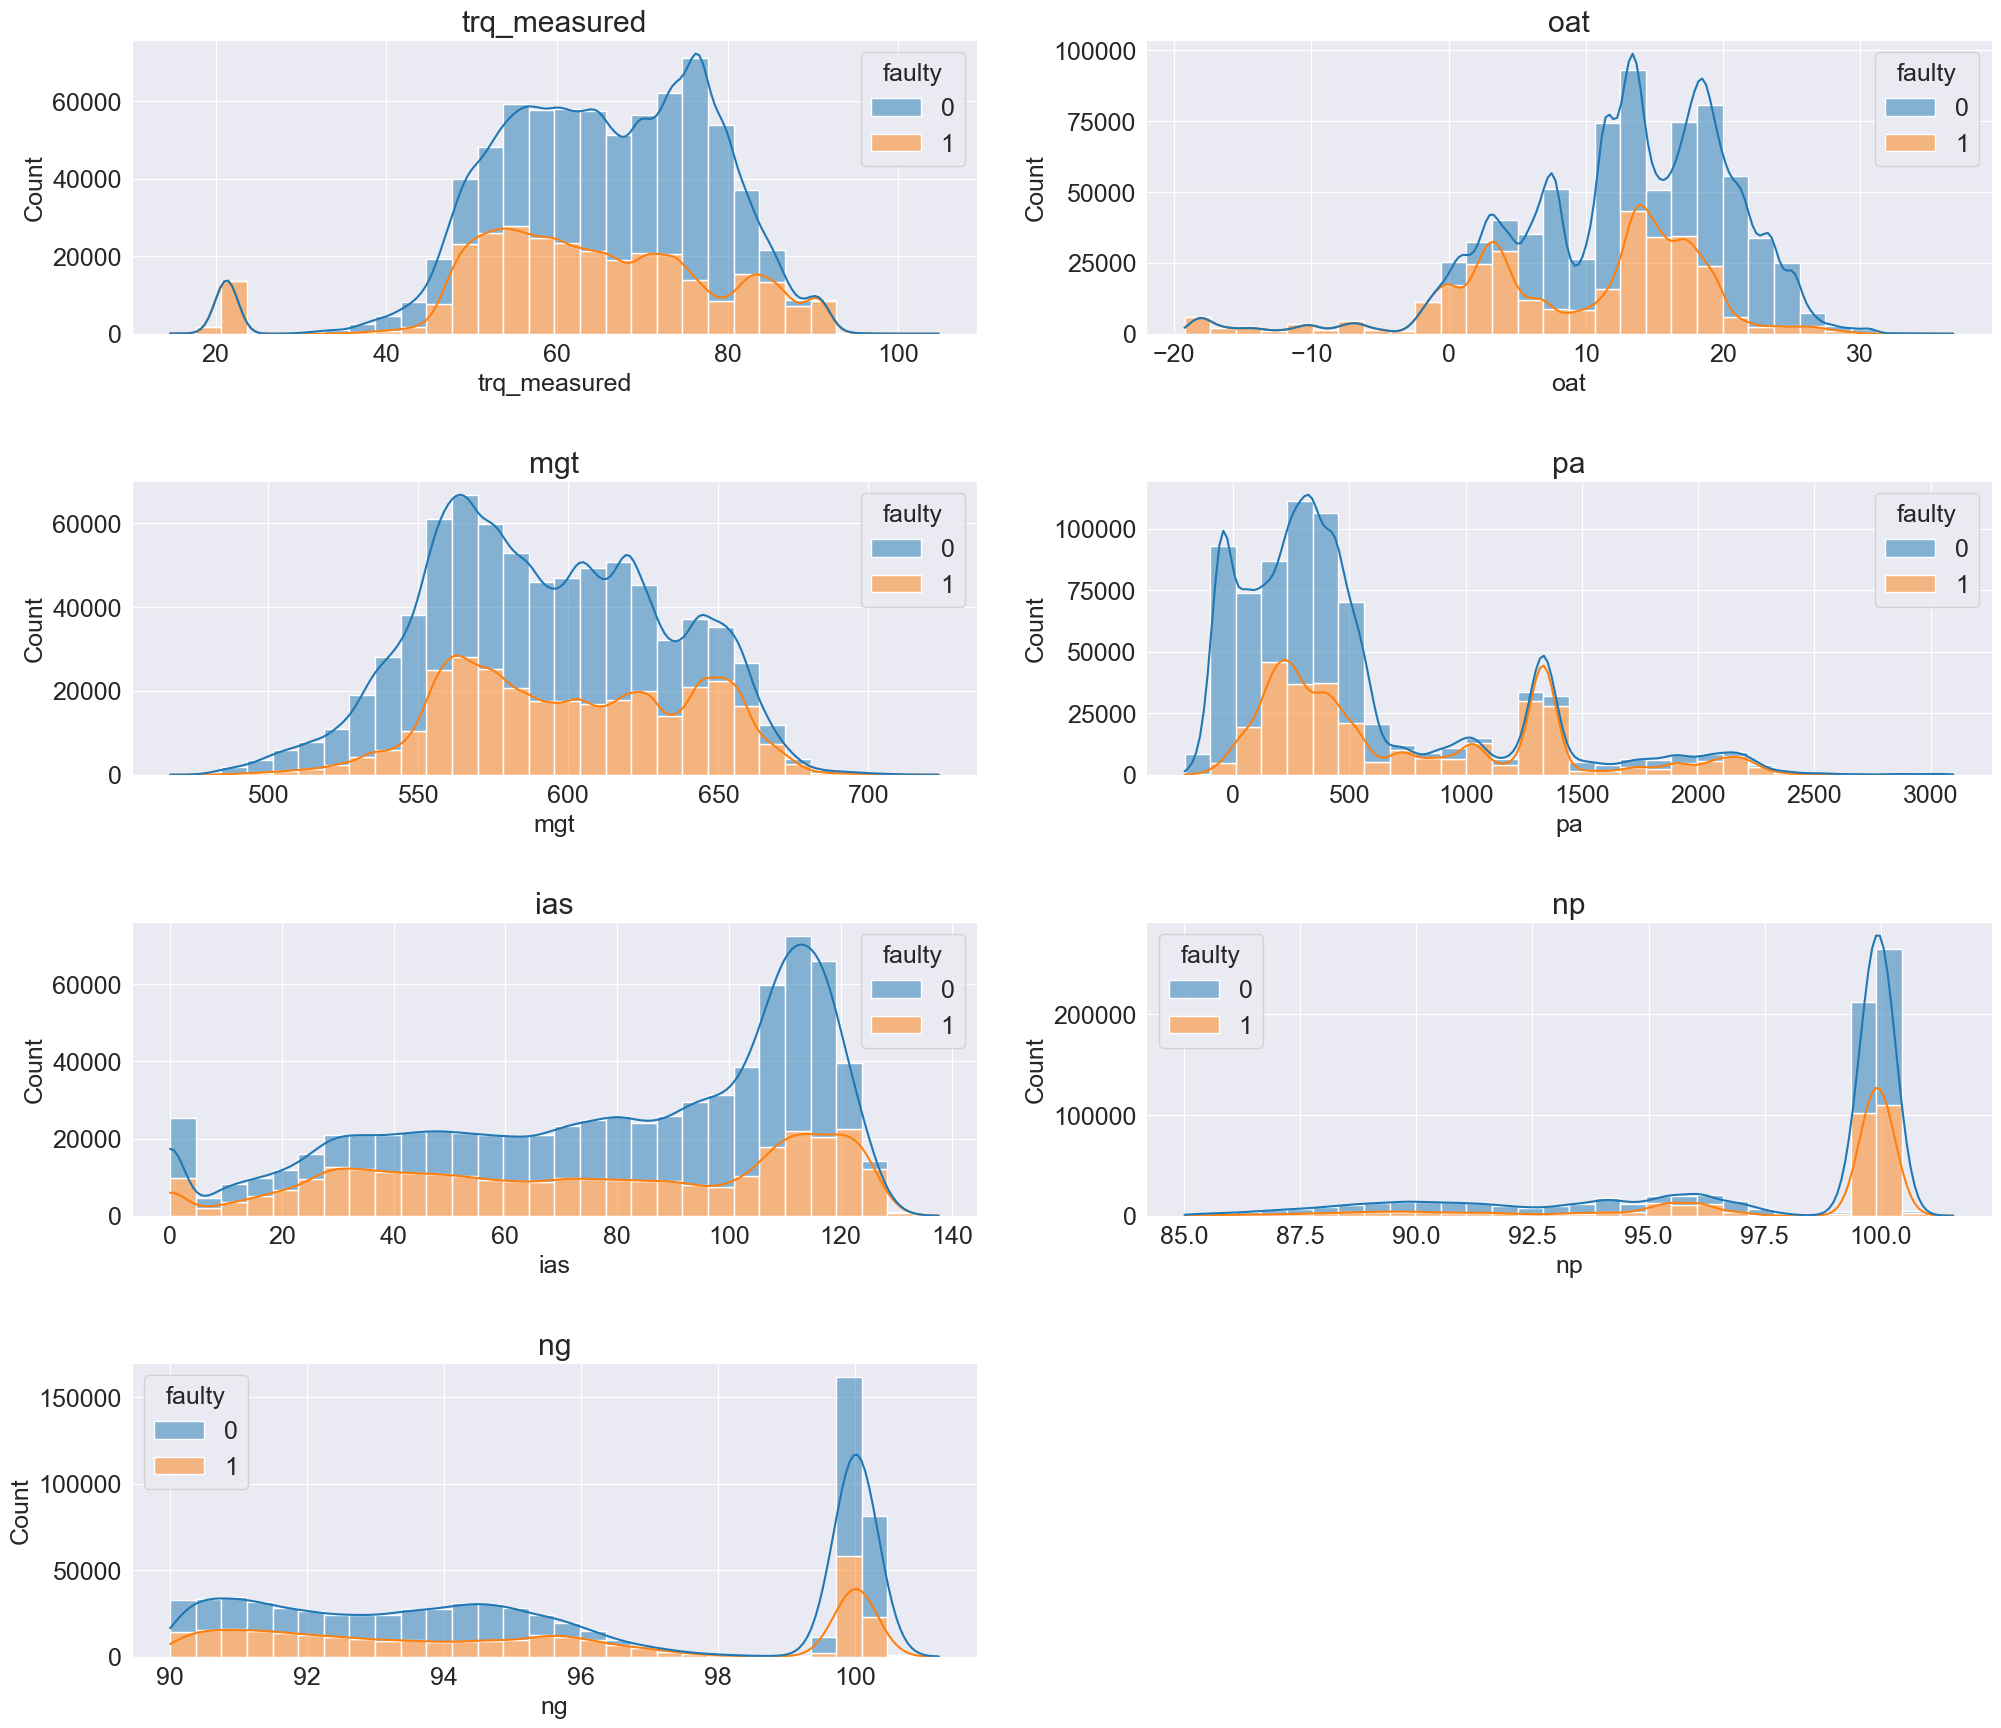 trq_measured
faulty
0
1
60000
40000
20000
0
Count
20 40 60 80 100
trq_measured
oat
faulty
0
1
100000
75000
50000
25000
0
Count
−20 −10 0 10 20 30
oat
mgt
faulty
0
1
60000
40000
20000
0
Count
500 550 600 650 700
mgt
pa
faulty
0
1
100000
75000
50000
25000
0
Count
0 500 1000 1500 2000 2500 3000
pa
ias
faulty
0
1
60000
40000
20000
0
Count
0 20 40 60 80 100 120 140
ias
np
faulty
0
1
200000
100000
0
Count
85.0 87.5 90.0 92.5 95.0 97.5 100.0
np
ng
faulty
0
1
150000
100000
50000
0
Count
90 92 94 96 98 100
ng